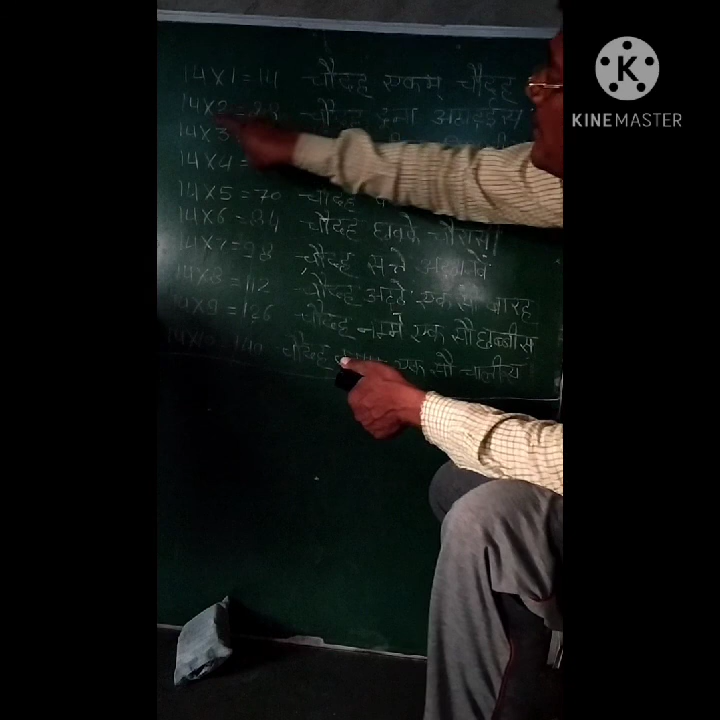 14X1=14 चौदह एकम् चौदह
14X2=28 चौदह दूना अठाईस
14X3
14X4=
14X5=70 चौदह
14X6=84 चौदह छक्के चौरासी
14X7=98 चौदह सत्ते अठ्ठानवें
14X8=112 चौदह अट्ठे एक सौ बारह
14X9=126 चौदह नम्मे एक सौ छब्बीस
14X10=140 चौदह एक सौ चालीस
K
KINEMASTER